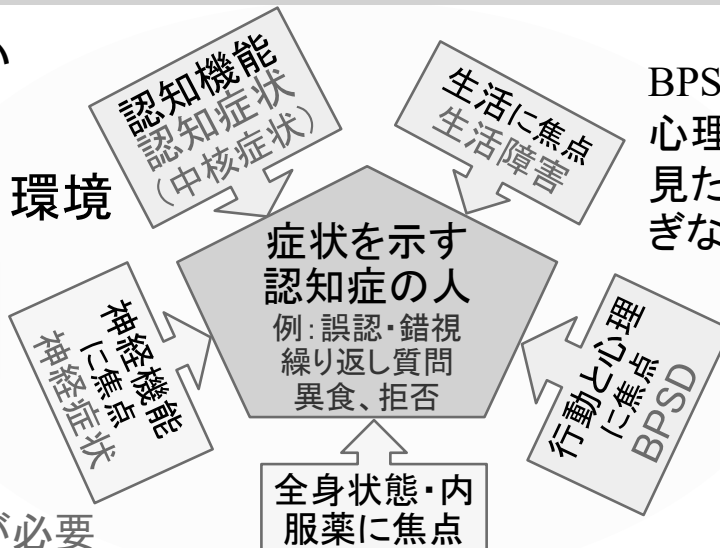 い
環境
認知機能
認知症状
(中核症状)
生活に焦点
生活障害
BPS
心理
見た
ぎな
症状を示す
認知症の人
例:誤認・錯視
繰り返し質問
異食、拒否
神経機能
に焦点
神経症状
行動と心理
に焦点
BPSD
全身状態・内
服薬に焦点
が必要